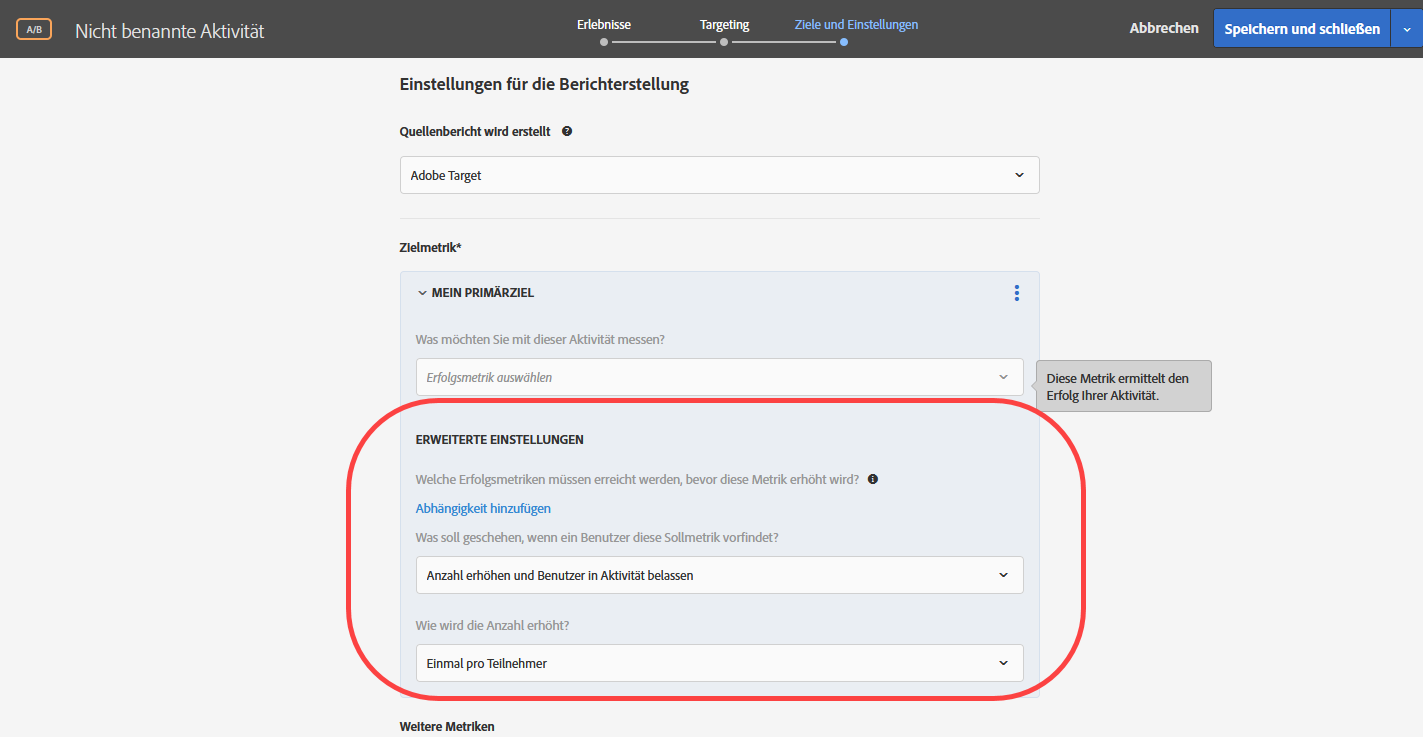 A/B
Nicht benannte Aktivität
Erlebnisse
Targeting
Ziele und Einstellungen
Abbrechen
Speichern und schließen
Einstellungen für die Berichterstellung
Quellenbericht wird erstellt
Adobe Target
Zielmetrik*
MEIN PRIMÄRZIEL
Was möchten Sie mit dieser Aktivität messen?
Erfolgsmetrik auswählen
Diese Metrik ermittelt den
Erfolg Ihrer Aktivität.
ERWEITERTE EINSTELLUNGEN
Welche Erfolgsmetriken müssen erreicht werden, bevor diese Metrik erhöht wird?
Abhängigkeit hinzufügen
Was soll geschehen, wenn ein Benutzer diese Sollmetrik vorfindet?
Anzahl erhöhen und Benutzer in Aktivität belassen
Wie wird die Anzahl erhöht?
Einmal pro Teilnehmer
Weitere Metriken